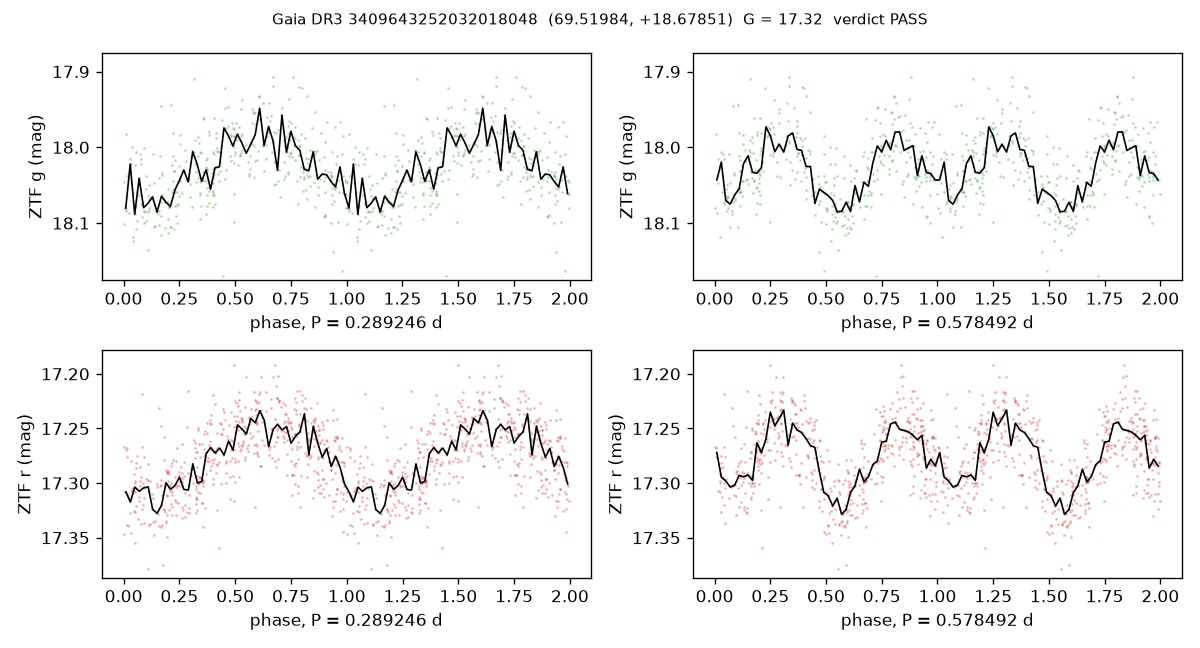 Gaia DR3 3409643252032018048 (69.51984, +18.67851) G = 17.32 verdict PASS
ZTF g (mag)
17.9
18.0
18.1
0.00 0.25 0.50 0.75 1.00 1.25 1.50 1.75 2.00
phase, P = 0.289246 d
ZTF g (mag)
17.9
18.0
18.1
0.00 0.25 0.50 0.75 1.00 1.25 1.50 1.75 2.00
phase, P = 0.578492 d
ZTF r (mag)
17.20
17.25
17.30
17.35
0.00 0.25 0.50 0.75 1.00 1.25 1.50 1.75 2.00
phase, P = 0.289246 d
ZTF r (mag)
17.20
17.25
17.30
17.35
0.00 0.25 0.50 0.75 1.00 1.25 1.50 1.75 2.00
phase, P = 0.578492 d